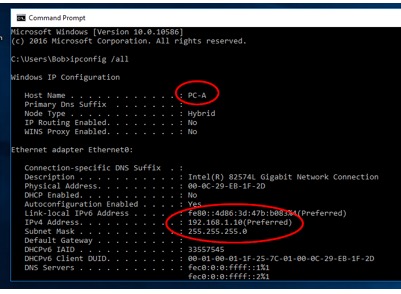 Command Prompt
Microsoft Windows [Version 10.0.10586]
(c) 2016 Microsoft Corporation. All rights reserved.
C:\Users\Bob>ipconfig /all
Windows IP Configuration
Host Name . . . . . . . . . . . . : PC-A
Primary Dns Suffix . . . . . . . :
Node Type . . . . . . . . . . . . : Hybrid
IP Routing Enabled. . . . . . . . : No
WINS Proxy Enabled. . . . . . . . : No
Ethernet adapter Ethernet0:
Connection-specific DNS Suffix . :
Description . . . . . . . . . . . : Intel(R) 82574L Gigabit Network Connection
Physical Address. . . . . . . . . : 00-0C-29-EB-1F-2D
DHCP Enabled. . . . . . . . . . . : No
Autoconfiguration Enabled . . . . : Yes
Link-local IPv6 Address . . . . . : fe80::4d86:3d:47b:b083%4(Preferred)
IPv4 Address. . . . . . . . . . . : 192.168.1.10(Preferred)
Subnet Mask . . . . . . . . . . . : 255.255.255.0
Default Gateway . . . . . . . . . :
DHCPv6 IAID . . . . . . . . . . . : 33557545
DHCPv6 Client DUID. . . . . . . . : 00-01-00-01-1F-25-7C-01-00-0C-29-EB-1F-2D
DNS Servers . . . . . . . . . . . : fec0:0:0:ffff::1%1
fec0:0:0:ffff::2%1